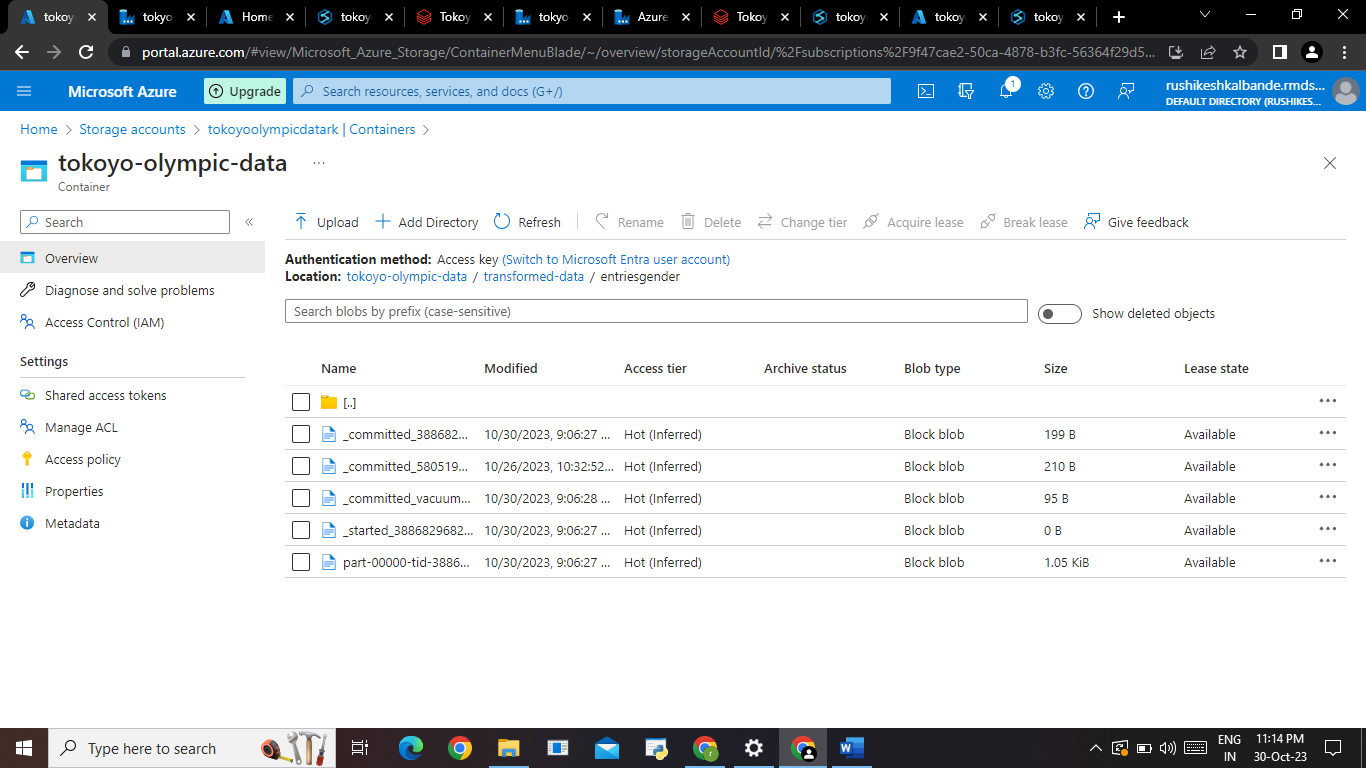 tokoy
tokyo
Home
tokoy
Tokoy
tokyo
Azure
Tokoy
tokoy
tokoy
tokoy
portal.azure.com/#view/Microsoft_Azure_Storage/ContainerMenuBlade/~/overview/storageAccountId/%2Fsubscriptions%2F9f47cae2-50ca-4878-b3fc-56364f29d5...
Microsoft Azure
Upgrade
Search resources, services, and docs (G+/)
1
rushikeshkalbande.rmds...
DEFAULT DIRECTORY (RUSHIKES...
Home > Storage accounts > tokoyoolympicdatark | Containers >
tokoyo-olympic-data ...
Container
Search
«
Overview
Diagnose and solve problems
Access Control (IAM)
Settings
Shared access tokens
Manage ACL
Access policy
Properties
Metadata
Upload Add Directory Refresh Rename Delete Change tier Acquire lease Break lease Give feedback
Authentication method: Access key (Switch to Microsoft Entra user account)
Location: tokoyo-olympic-data / transformed-data / entriesgender
Search blobs by prefix (case-sensitive)
Show deleted objects
Name Modified Access tier Archive status Blob type Size Lease state
[..]
_committed_388682... 10/30/2023, 9:06:27 ... Hot (Inferred) Block blob 199 B Available
_committed_580519... 10/26/2023, 10:32:52... Hot (Inferred) Block blob 210 B Available
_committed_vacuum... 10/30/2023, 9:06:28 ... Hot (Inferred) Block blob 95 B Available
_started_3886829682... 10/30/2023, 9:06:27 ... Hot (Inferred) Block blob 0 B Available
part-00000-tid-3886... 10/30/2023, 9:06:27 ... Hot (Inferred) Block blob 1.05 KiB Available
Type here to search
ENG
IN
11:14 PM
30-Oct-23